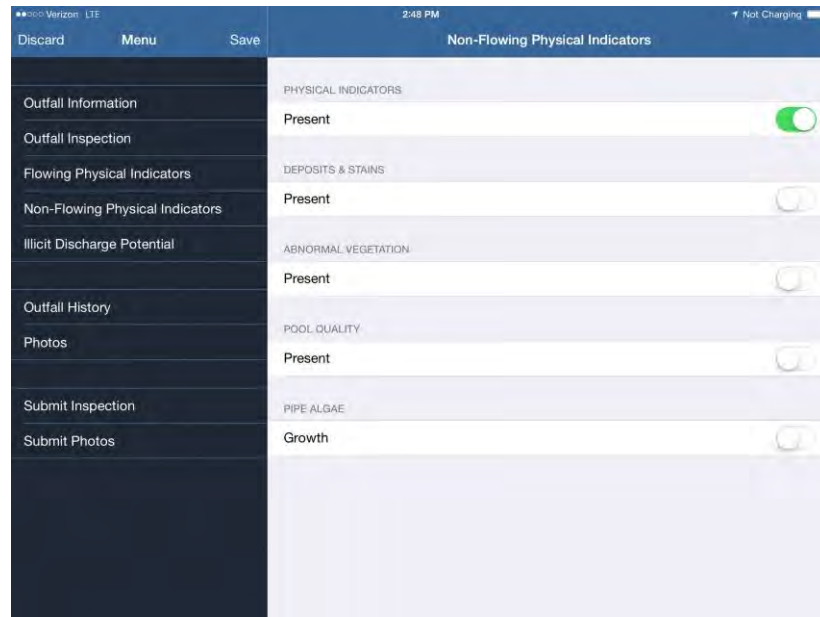 Verizon LTE
2:48 PM
Not Charging
Discard
Menu
Save
Non-Flowing Physical Indicators
Outfall Information
Outfall Inspection
Flowing Physical Indicators
Non-Flowing Physical Indicators
Illicit Discharge Potential
Outfall History
Photos
Submit Inspection
Submit Photos
PHYSICAL INDICATORS
Present
DEPOSITS & STAINS
Present
ABNORMAL VEGETATION
Present
POOL QUALITY
Present
PIPE ALGAE
Growth